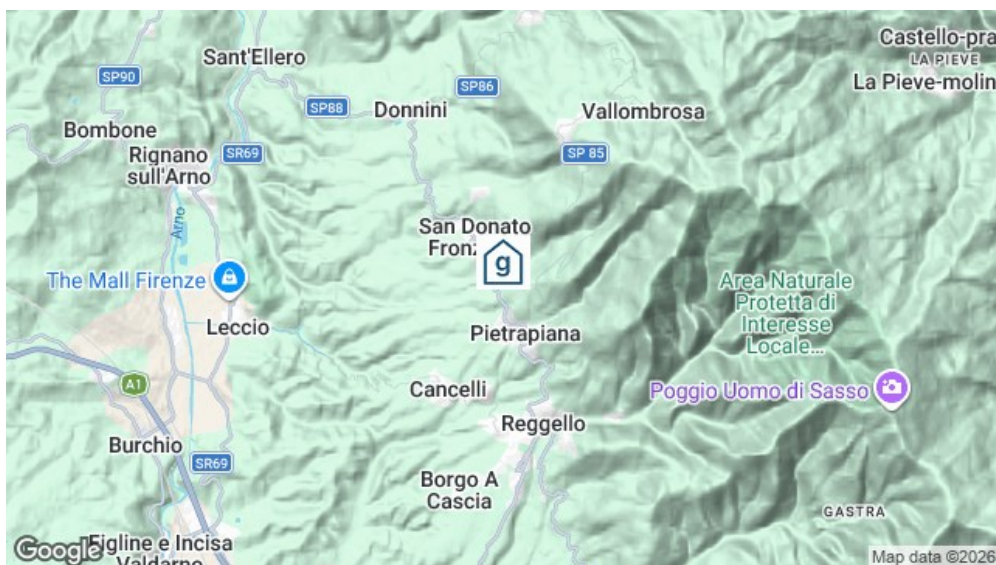 Castello-pra
LA PIEVE
La Pieve-molin
Sant'Ellero
SP90
SP86
SP88
Donnini
Vallombrosa
Bombone
SR69
SP 85
Rignano
sull'Arno
Arno
San Donato
Fronz
g
The Mall Firenze
Leccio
Area Naturale
Protetta di
Interesse
Locale...
Pietrapiana
A1
Cancelli
Poggio Uomo di Sasso
Reggello
Burchio
SR69
Borgo A
Cascia
GASTRA
Figline e Incisa
Valdarno
Google
Map data ©2026